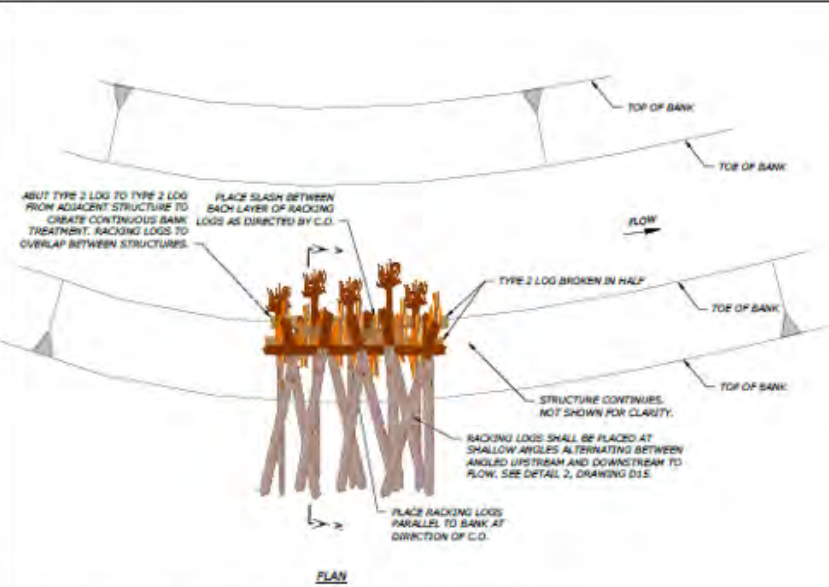 TOP OF BANK
TOE OF BANK
ABUT TYPE 2 LOG TO TYPE 2 LOG
FROM ADJACENT STRUCTURE TO
CREATE CONTINUOUS BANK
TREATMENT. RACKING LOGS TO
OVERLAP BETWEEN STRUCTURES.
PLACE SLASH BETWEEN
EACH LAYER OF RACKING
LOGS AS DIRECTED BY C.O.
FLOW
TYPE 2 LOG BROKEN IN HALF
TOE OF BANK
TOP OF BANK
STRUCTURE CONTINUES.
NOT SHOWN FOR CLARITY.
RACKING LOGS SHALL BE PLACED AT
SHALLOW ANGLES ALTERNATING BETWEEN
ANGLED UPSTREAM AND DOWNSTREAM TO
FLOW. SEE DETAIL 2, DRAWING D15.
PLACE RACKING LOGS
PARALLEL TO BANK AT
DIRECTION OF C.O.
PLAN